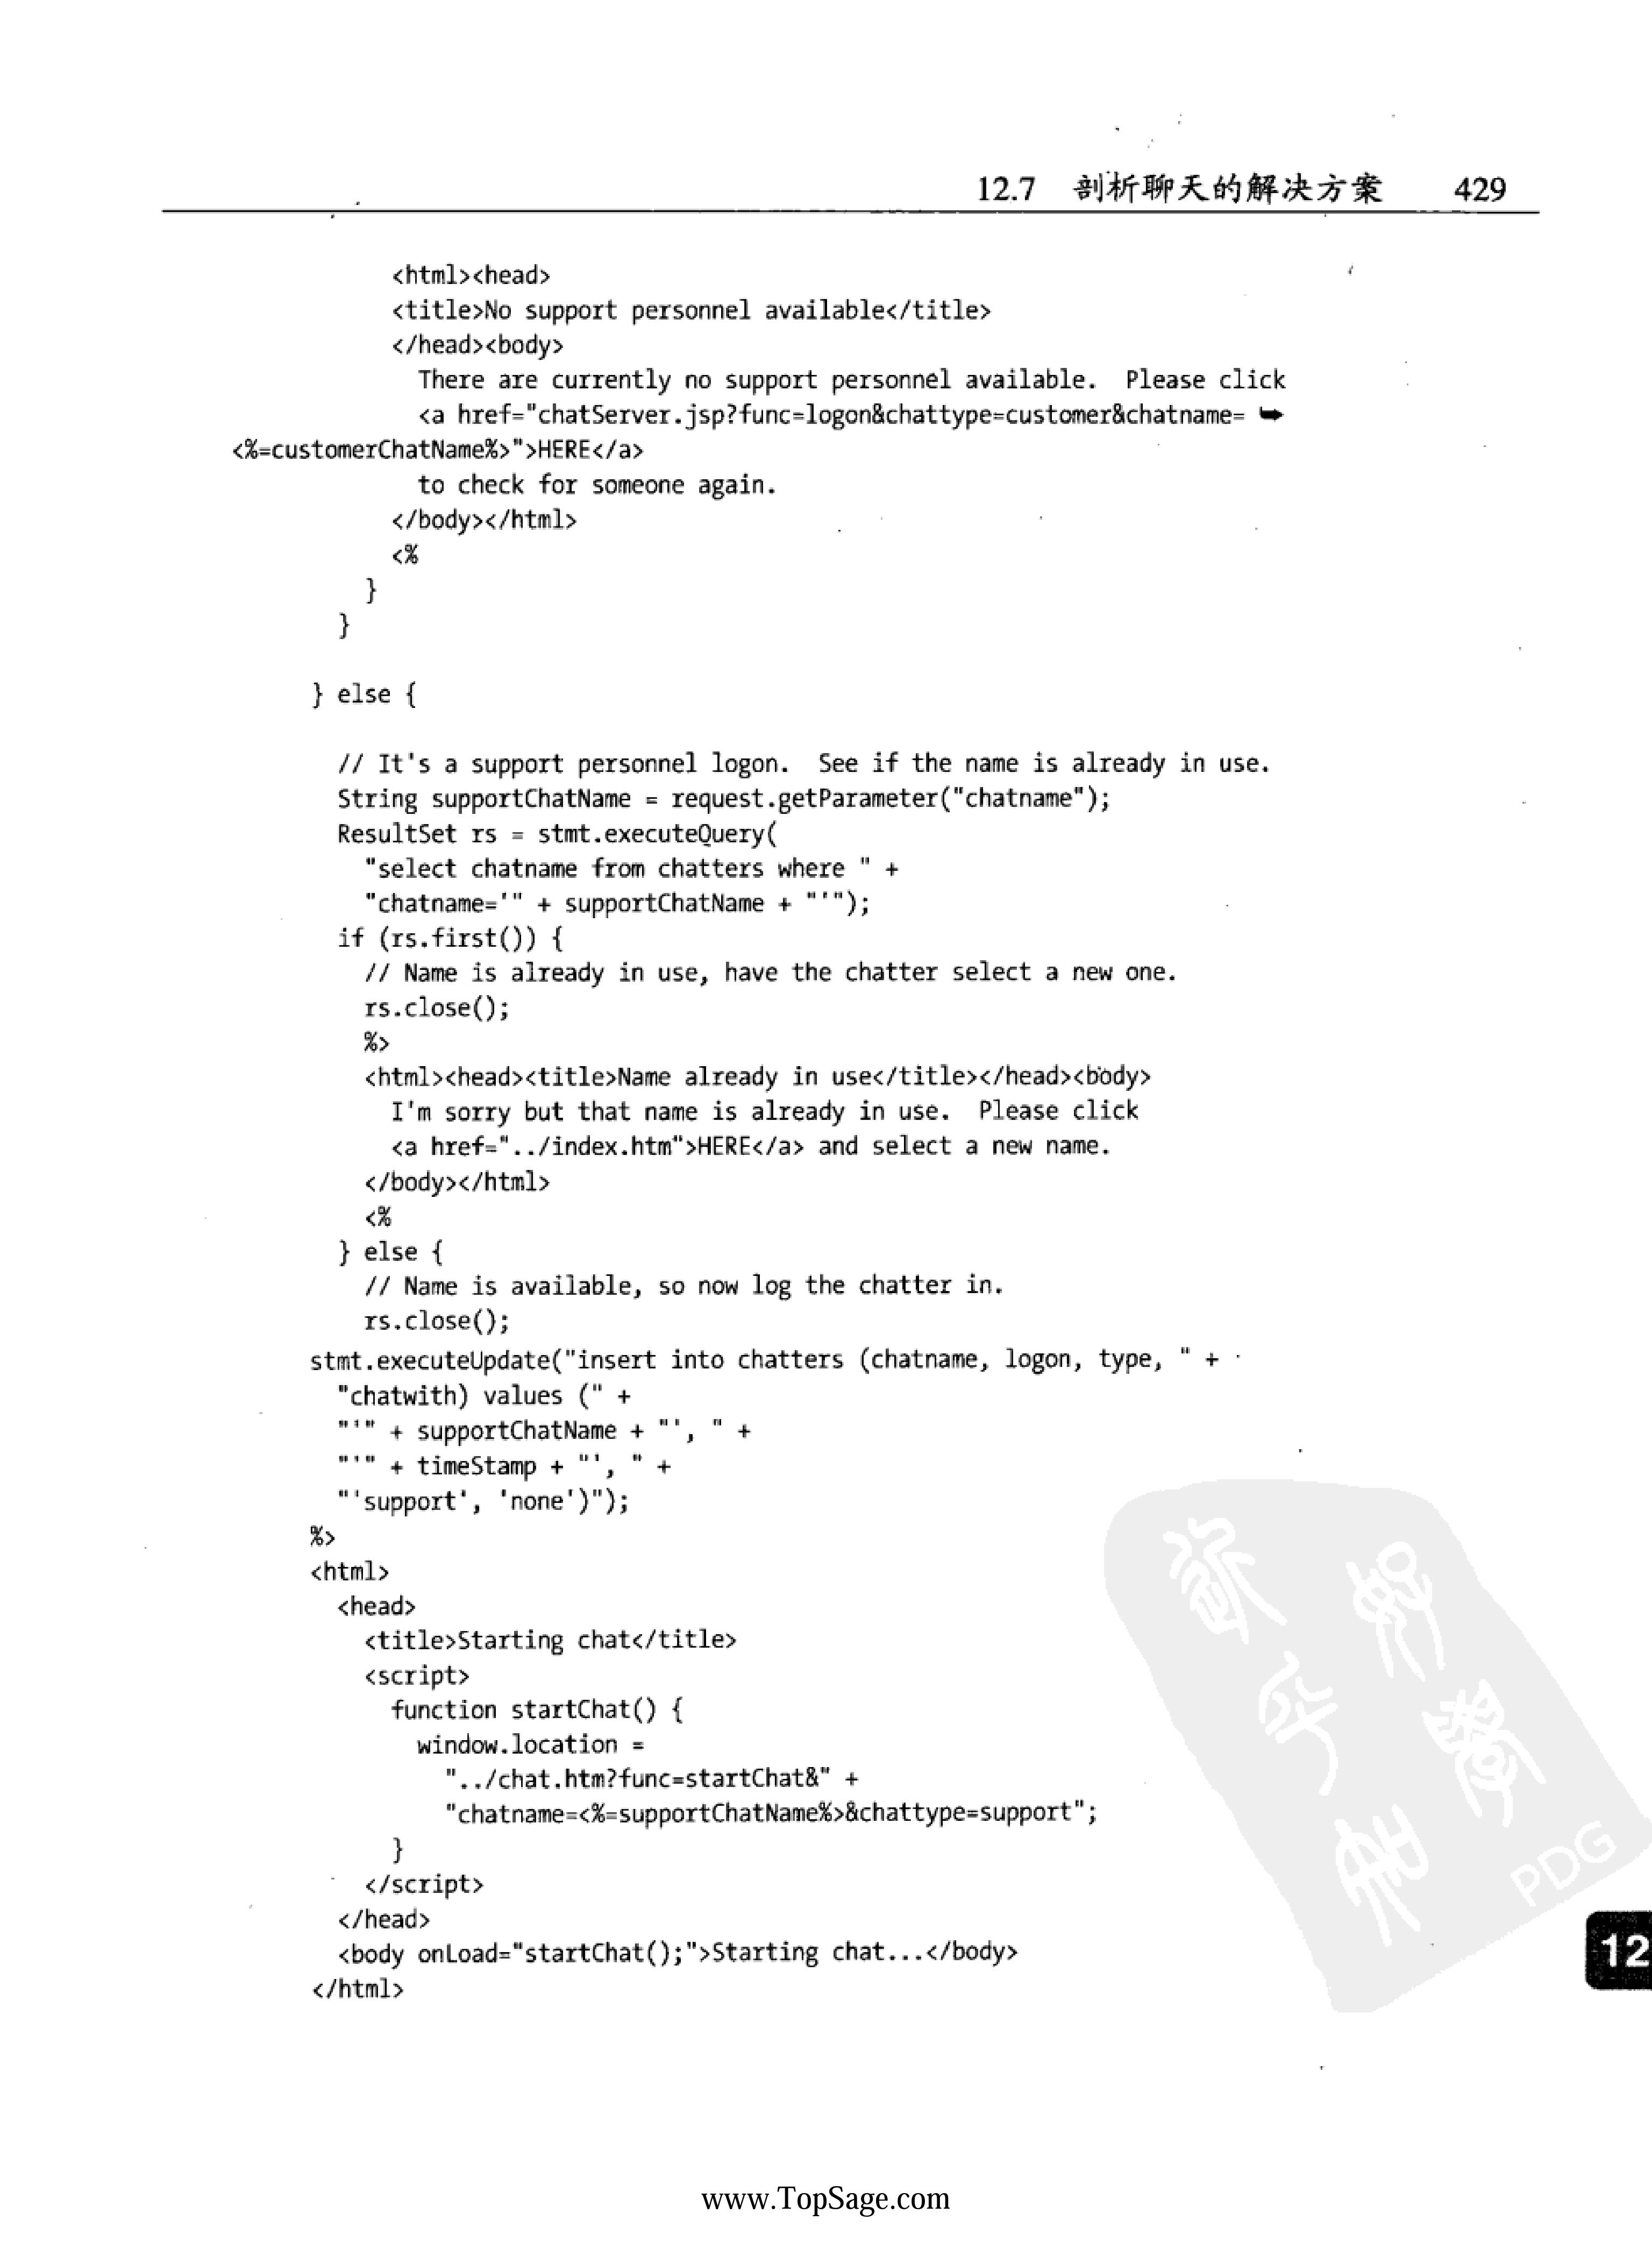 12.7 剖析聊天的解决方案 429
<html><head>
<title>No support personnel available</title>
</head><body>
There are currently no support personnel available.  Please click
<a href="chatServer.jsp?func=logon&chattype=customer&chatname= ➥
<%=customerChatName%>">HERE</a>
to check for someone again.
</body></html>
<%
}
}
} else {
// It's a support personnel logon.  See if the name is already in use.
String supportChatName = request.getParameter("chatname");
ResultSet rs = stmt.executeQuery(
"select chatname from chatters where " +
"chatname='" + supportChatName + "'");
if (rs.first()) {
// Name is already in use, have the chatter select a new one.
rs.close();
%>
<html><head><title>Name already in use</title></head><body>
I'm sorry but that name is already in use.  Please click
<a href="../index.htm">HERE</a> and select a new name.
</body></html>
<%
} else {
// Name is available, so now log the chatter in.
rs.close();
stmt.executeUpdate("insert into chatters (chatname, logon, type, " +
"chatwith) values (" +
"'" + supportChatName + "', " +
"'" + timeStamp + "', " +
"'support', 'none')");
%>
<html>
<head>
<title>Starting chat</title>
<script>
function startChat() {
window.location =
"../chat.htm?func=startChat&" +
"chatname=<%=supportChatName%>&chattype=support";
}
</script>
</head>
<body onLoad="startChat();">Starting chat...</body>
</html>
PDG
12
www.TopSage.com